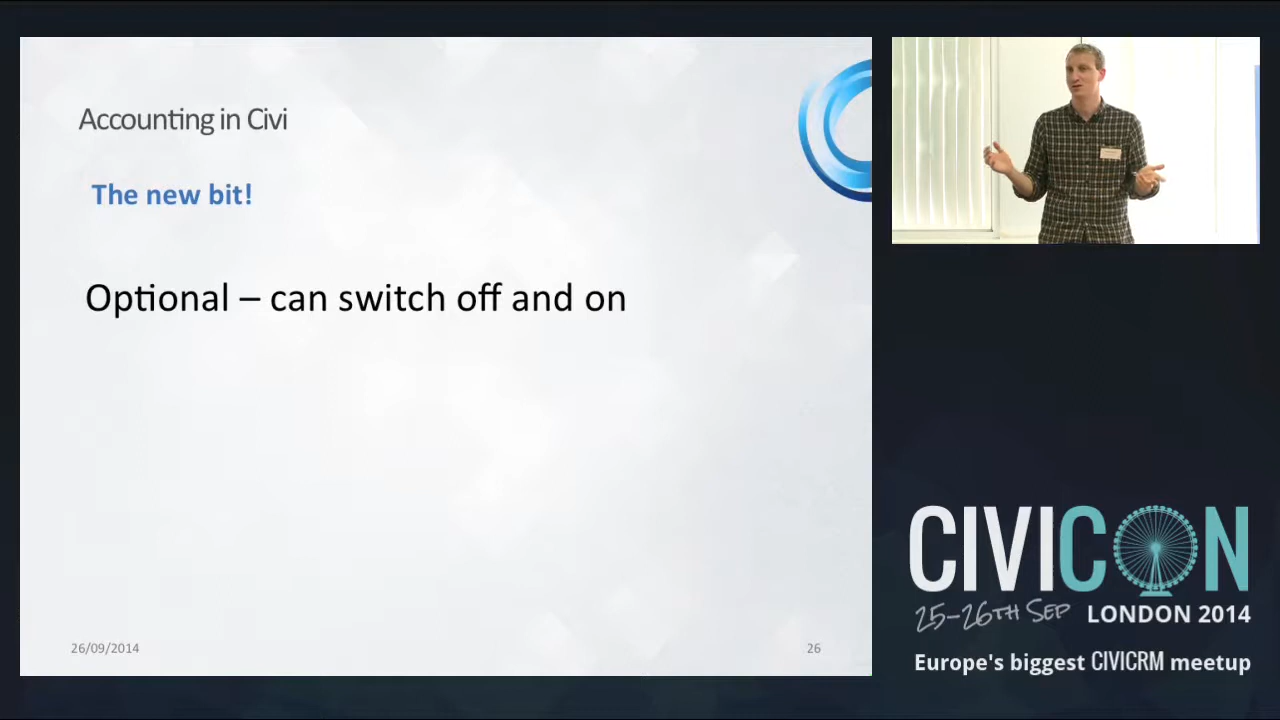 Accounting in Civi
The new bit!
Optional – can switch off and on
26/09/2014
26
CIVICON
25-26TH SEP LONDON 2014
Europe's biggest CIVICRM meetup